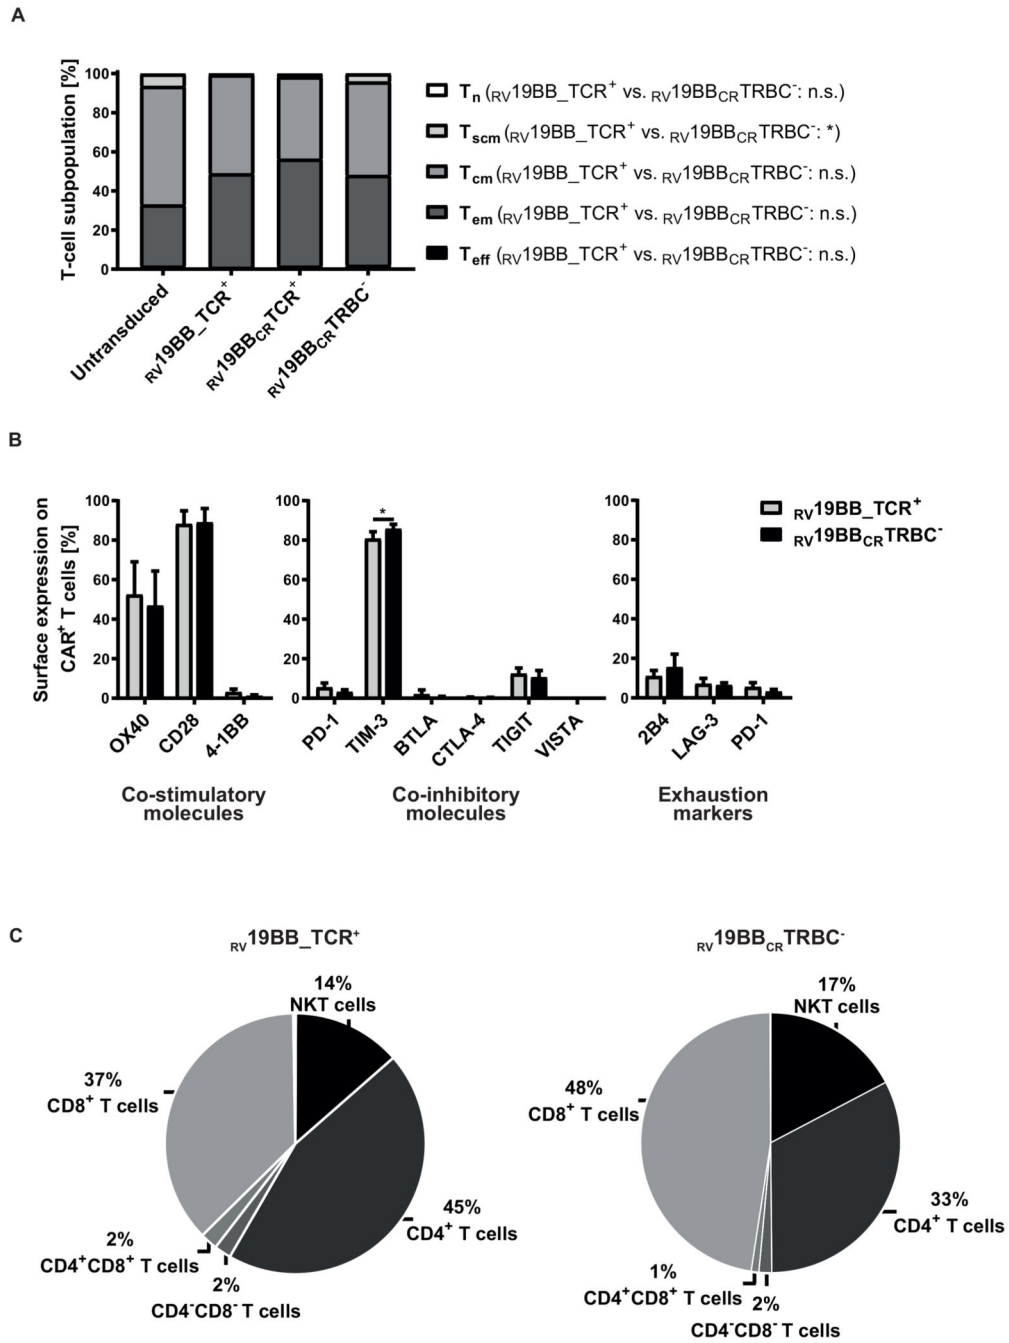 A
T-cell subpopulation [%]
100
80
60
40
20
0
Untransduced
RV19BB_TCR+
RV19BBCRTCR+
RV19BBCRTRBC-
Tn (RV19BB_TCR+ vs. RV19BBCRTRBC-: n.s.)
Tscm (RV19BB_TCR+ vs. RV19BBCRTRBC-: *)
Tcm (RV19BB_TCR+ vs. RV19BBCRTRBC-: n.s.)
Tem (RV19BB_TCR+ vs. RV19BBCRTRBC-: n.s.)
Teff (RV19BB_TCR+ vs. RV19BBCRTRBC-: n.s.)
B
Surface expression on
CAR+ T cells [%]
100
80
60
40
20
0
OX40
CD28
4-1BB
Co-stimulatory
molecules
100
80
60
40
20
0
*
PD-1
TIM-3
BTLA
CTLA-4
TIGIT
VISTA
Co-inhibitory
molecules
100
80
60
40
20
0
2B4
LAG-3
PD-1
Exhaustion
markers
RV19BB_TCR+
RV19BBCRTRBC-
C
RV19BB_TCR+
14%
NKT cells
37%
CD8+ T cells
45%
CD4+ T cells
2%
CD4+CD8+ T cells
2%
CD4-CD8- T cells
RV19BBCRTRBC-
17%
NKT cells
48%
CD8+ T cells
33%
CD4+ T cells
1%
CD4+CD8+ T cells
2%
CD4-CD8- T cells